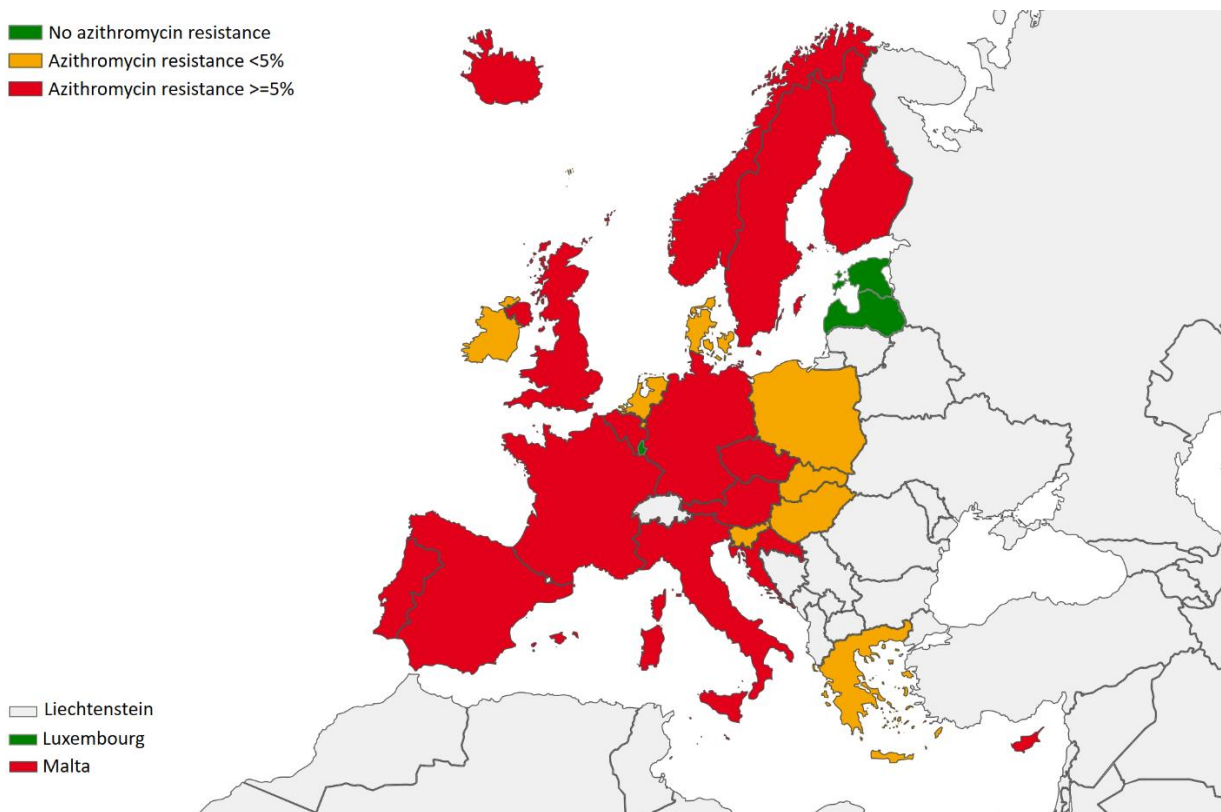 No azithromycin resistance
Azithromycin resistance <5%
Azithromycin resistance >=5%
Liechtenstein
Luxembourg
Malta